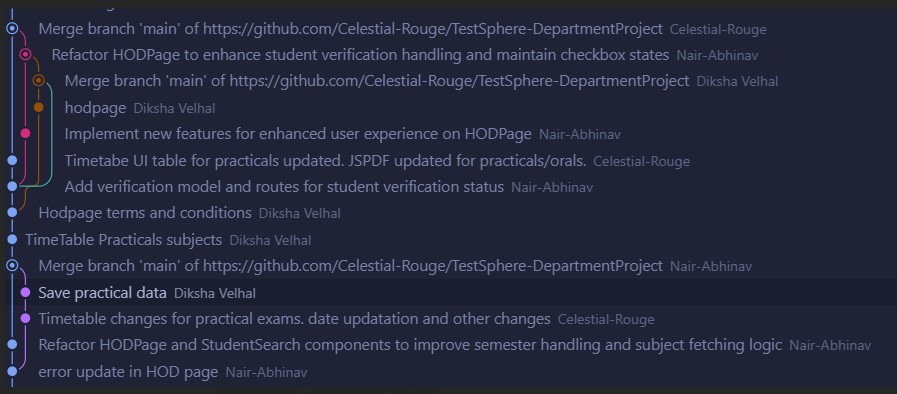 Merge branch 'main' of https://github.com/Celestial-Rouge/TestSphere-DepartmentProject Celestial-Rouge
Refactor HODPage to enhance student verification handling and maintain checkbox states Nair-Abhinav
Merge branch 'main' of https://github.com/Celestial-Rouge/TestSphere-DepartmentProject Diksha Velhal
hodpage Diksha Velhal
Implement new features for enhanced user experience on HODPage Nair-Abhinav
Timetabe UI table for practicals updated. JSPDF updated for practicals/orals. Celestial-Rouge
Add verification model and routes for student verification status Nair-Abhinav
Hodpage terms and conditions Diksha Velhal
TimeTable Practicals subjects Diksha Velhal
Merge branch 'main' of https://github.com/Celestial-Rouge/TestSphere-DepartmentProject Nair-Abhinav
Save practical data Diksha Velhal
Timetable changes for practical exams. date updatation and other changes Celestial-Rouge
Refactor HODPage and StudentSearch components to improve semester handling and subject fetching logic Nair-Abhinav
error update in HOD page Nair-Abhinav